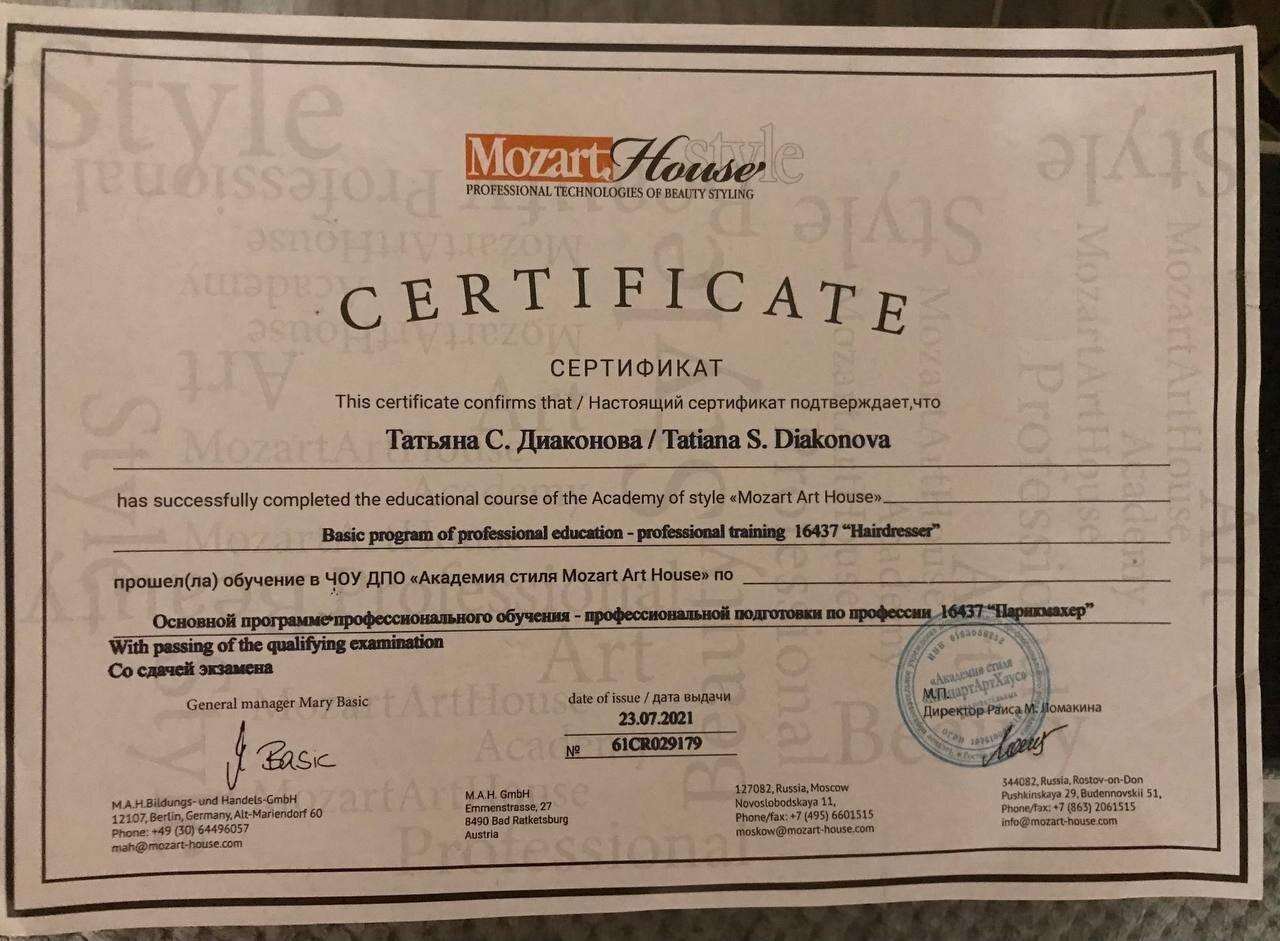 Mozart House style
PROFESSIONAL TECHNOLOGIES OF BEAUTY STYLING
CERTIFICATE
СЕРТИФИКАТ
This certificate confirms that / Настоящий сертификат подтверждает,что
Татьяна С. Диаконова / Tatiana S. Diakonova
has successfully completed the educational course of the Academy of style «Mozart Art House»
Basic program of professional education - professional training 16437 “Hairdresser”
прошел(ла) обучение в ЧОУ ДПО «Академия стиля Mozart Art House» по
Основной программе профессионального обучения - профессиональной подготовки по профессии 16437 “Парикмахер”
With passing of the qualifying examination
Со сдачей экзамена
General manager Mary Basic
Basic
date of issue / дата выдачи
23.07.2021
№ 61CR029179
«Академия стиля
МоцартАртХаус»
М.П.
Директор Раиса М. Ломакина
M.A.H.Bildungs- und Handels-GmbH
12107, Berlin, Germany, Alt-Mariendorf 60
Phone: +49 (30) 64496057
mah@mozart-house.com
M.A.H. GmbH
Emmenstrasse, 27
8490 Bad Ratketsburg
Austria
127082, Russia, Moscow
Novoslobodskaya 11,
Phone/fax: +7 (495) 6601515
moskow@mozart-house.com
344082, Russia, Rostov-on-Don
Pushkinskaya 29, Budennovskii 51,
Phone/fax: +7 (863) 2061515
info@mozart-house.com